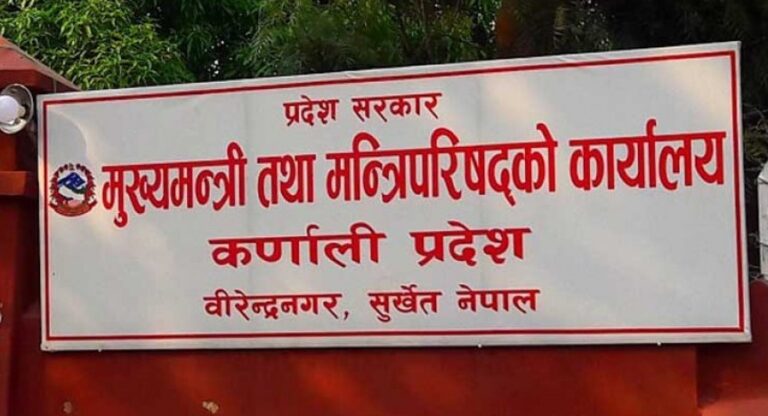 प्रदेश सरकार
मुख्यमन्त्री तथा मन्त्रिपरिषद्को कार्यालय
कर्णाली प्रदेश
वीरेन्द्रनगर, सुर्खेत नेपाल